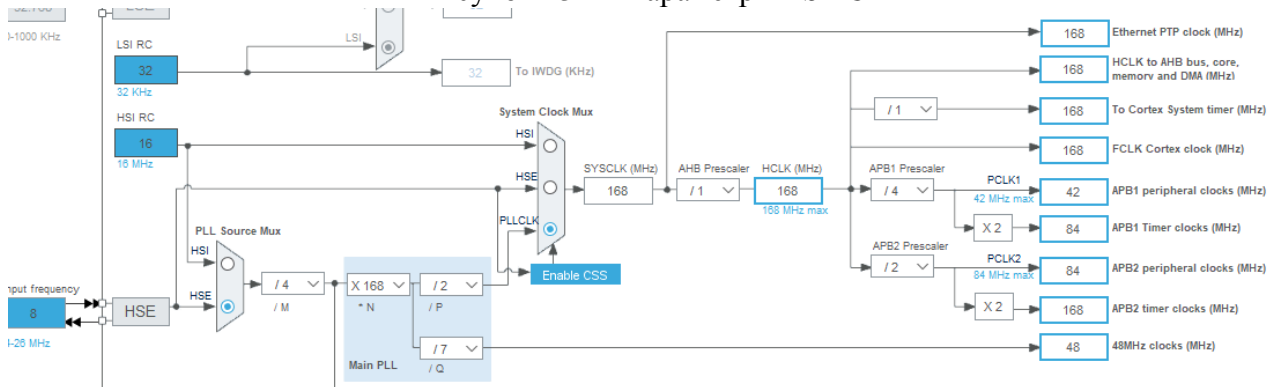 LSI RC
32
32 KHz
LSI
32
To IWDG (KHz)
HSI RC
16
16 MHz
System Clock Mux
HSI
HSE
PLLCLK
SYSCLK (MHz)
168
AHB Prescaler
/ 1
HCLK (MHz)
168
168 MHz max
Enable CSS
PLL Source Mux
HSI
HSE
/ 4
/ M
X 168
* N
/ 2
/ P
/ 7
/ Q
Main PLL
nput frequency
8
4-26 MHz
HSE
168
Ethernet PTP clock (MHz)
168
HCLK to AHB bus, core,
memory and DMA (MHz)
/ 1
168
To Cortex System timer (MHz)
168
FCLK Cortex clock (MHz)
APB1 Prescaler
/ 4
PCLK1
42 MHz max
42
APB1 peripheral clocks (MHz)
X 2
84
APB1 Timer clocks (MHz)
APB2 Prescaler
/ 2
PCLK2
84 MHz max
84
APB2 peripheral clocks (MHz)
X 2
168
APB2 timer clocks (MHz)
48
48MHz clocks (MHz)